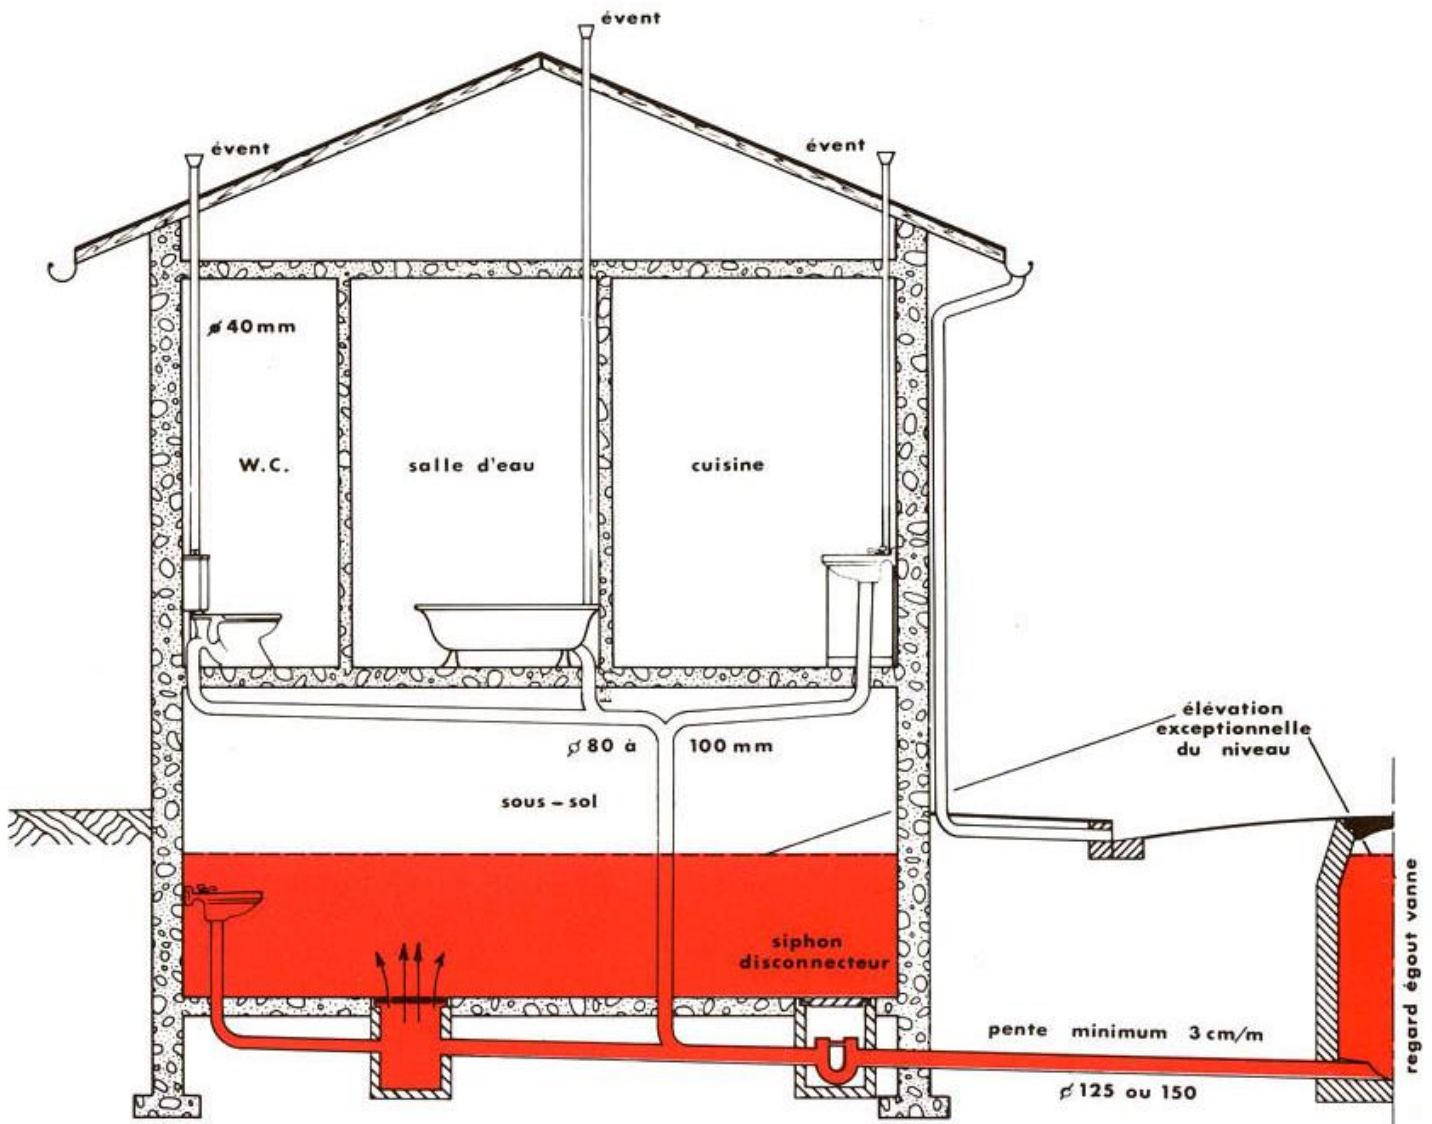 évent
évent
évent
ø 40 mm
W.C.
salle d'eau
cuisine
élévation
exceptionnelle
du niveau
ø 80 à 100 mm
sous-sol
siphon
disconnecteur
pente minimum 3 cm/m
ø 125 ou 150
regard égout vanne